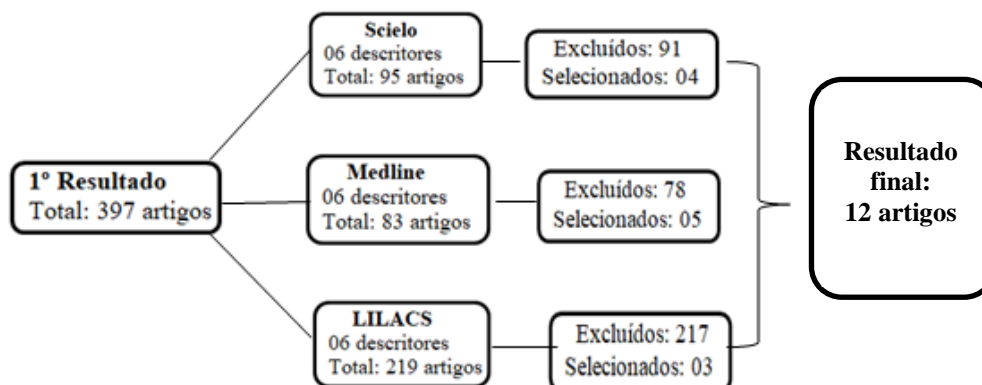 1º Resultado
Total: 397 artigos
Scielo
06 descritores
Total: 95 artigos
Excluídos: 91
Selecionados: 04
Medline
06 descritores
Total: 83 artigos
Excluídos: 78
Selecionados: 05
LILACS
06 descritores
Total: 219 artigos
Excluídos: 217
Selecionados: 03
Resultado
final:
12 artigos